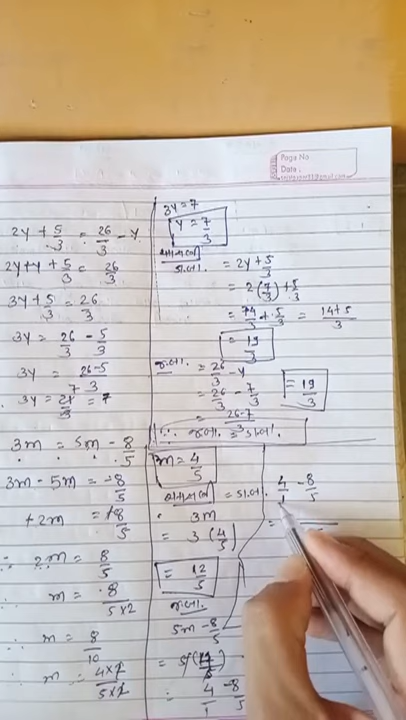 Page No
Date :
2y + 5/3 = 26/3 - y
2y+y + 5/3 = 26/3
3y + 5/3 = 26/3
3y = 26/3 - 5/3
3y = 26-5/3
∴ 3y = 21/3 = 7
3m = 5m - 8/5
3m - 5m = -8/5
+2m = +8/5
∴ 2m = 8/5
∴ m = 8/5×2
∴ m = 8/10
∴ m = 4×2/5×2
3y = 7
y = 7/3
ડા.બા. = 2y + 5/3
= 2(7/3) + 5/3
= 14/3 + 5/3 = 14+5/3
= 19/3
જ.બા. = 26/3 - y
= 26/3 - 7/3
= 26-7/3
= 19/3
∴ જ.બા. = ડા.બા.
m = 4/5
= ડા.બા.
3m
= 3(4/5)
= 12/5
જ.બા.
5m - 8/5
: 4/1 - 8/5
4/1 - 8/5
=